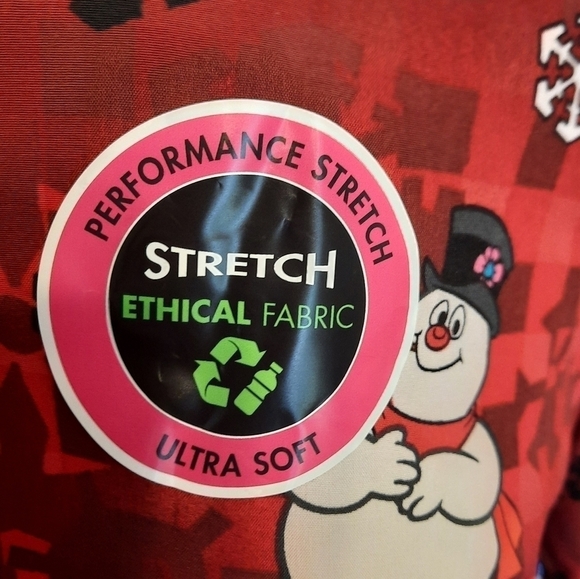 PERFORMANCE STRETCH
STRETCH
ETHICAL FABRIC
ULTRA SOFT